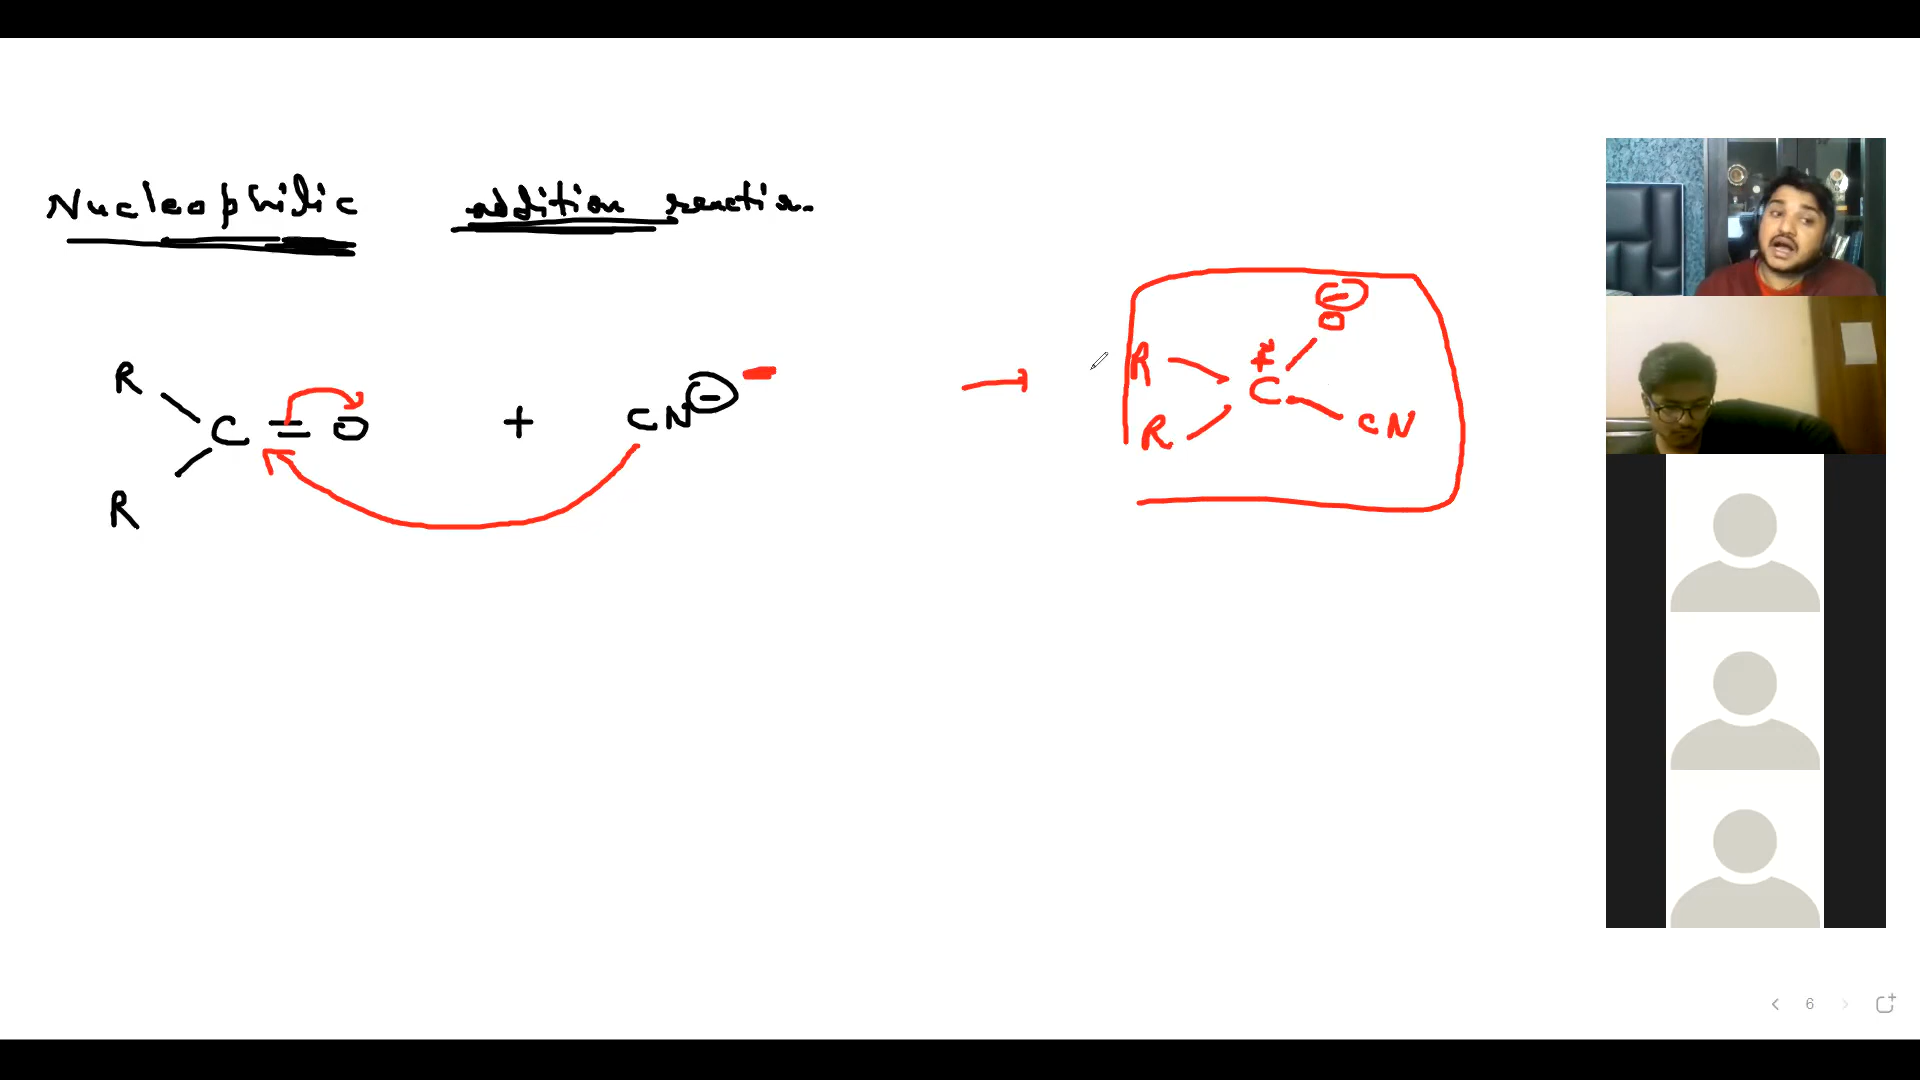 Nucleophilic addition reaction.
R
C = O + CN⊖ −
R
→
⊖
O
R C
R CN
6